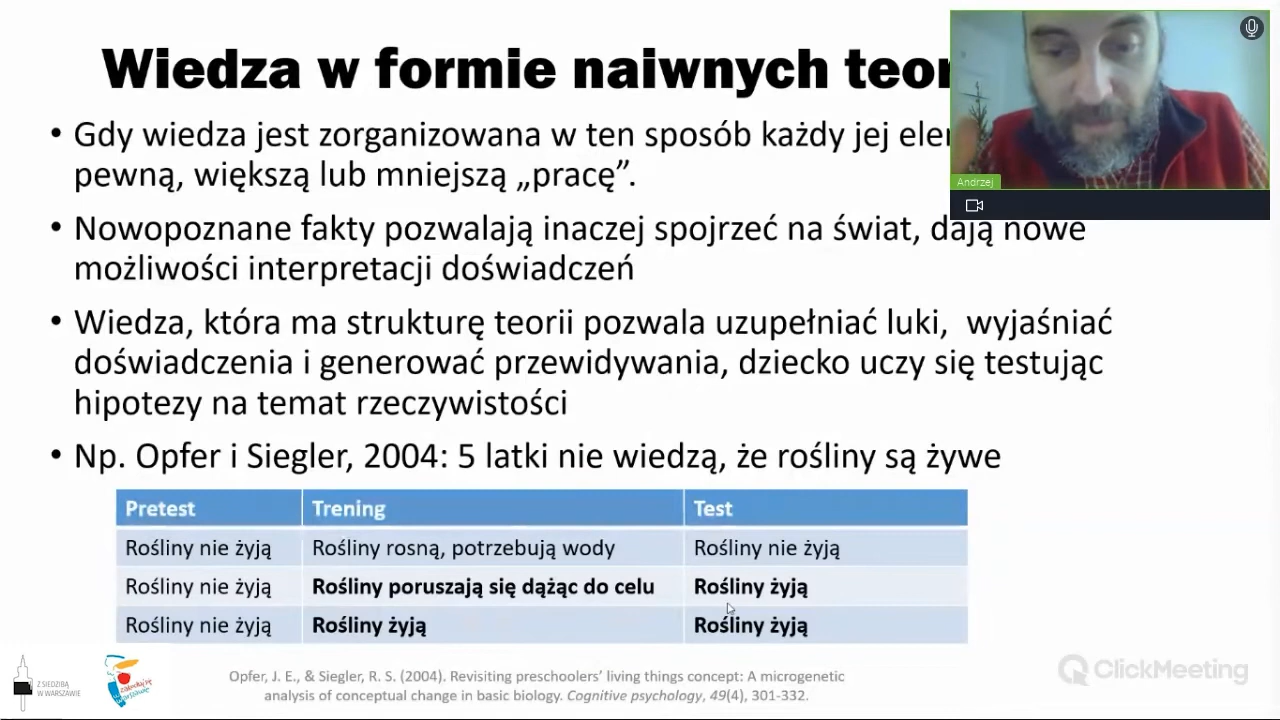 Wiedza w formie naiwnych
• Gdy wiedza jest zorganizowana w ten sposób każdy jej
pewną, większą lub mniejszą „pracę”.
• Nowopoznane fakty pozwalają inaczej spojrzeć na świat, dają nowe
możliwości interpretacji doświadczeń
• Wiedza, która ma strukturę teorii pozwala uzupełniać luki, wyjaśniać
doświadczenia i generować przewidywania, dziecko uczy się testując
hipotezy na temat rzeczywistości
• Np. Opfer i Siegler, 2004: 5 latki nie wiedzą, że rośliny są żywe
Pretest Trening Test
Rośliny nie żyją Rośliny rosną, potrzebują wody Rośliny nie żyją
Rośliny nie żyją Rośliny poruszają się dążąc do celu Rośliny żyją
Rośliny nie żyją Rośliny żyją Rośliny żyją
Opfer, J. E., & Siegler, R. S. (2004). Revisiting preschoolers’ living things concept: A microgenetic
analysis of conceptual change in basic biology. Cognitive psychology, 49(4), 301-332.
Andrzej
Z SIEDZIBĄ
W WARSZAWIE
ClickMeeting